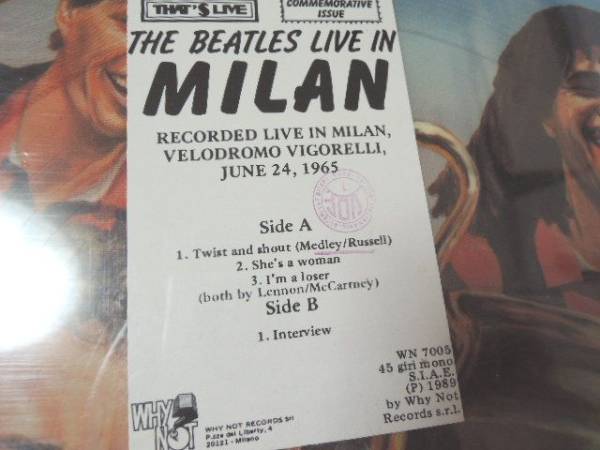 THAT'$ LIVE
COMMEMORATIVE
ISSUE
THE BEATLES LIVE IN
MILAN
RECORDED LIVE IN MILAN,
VELODROMO VIGORELLI,
JUNE 24, 1965
Side A
1. Twist and shout (Medley/Russell)
2. She's a woman
3. I'm a loser
(both by Lennon/McCartney)
Side B
1. Interview
WN 7005
45 giri mono
S.I.A.E.
(P) 1989
by Why Not
Records s.r.l.
WHY
NOT
WHY NOT RECORDS srl
P.zza del Liberty, 4
20121 - Milano